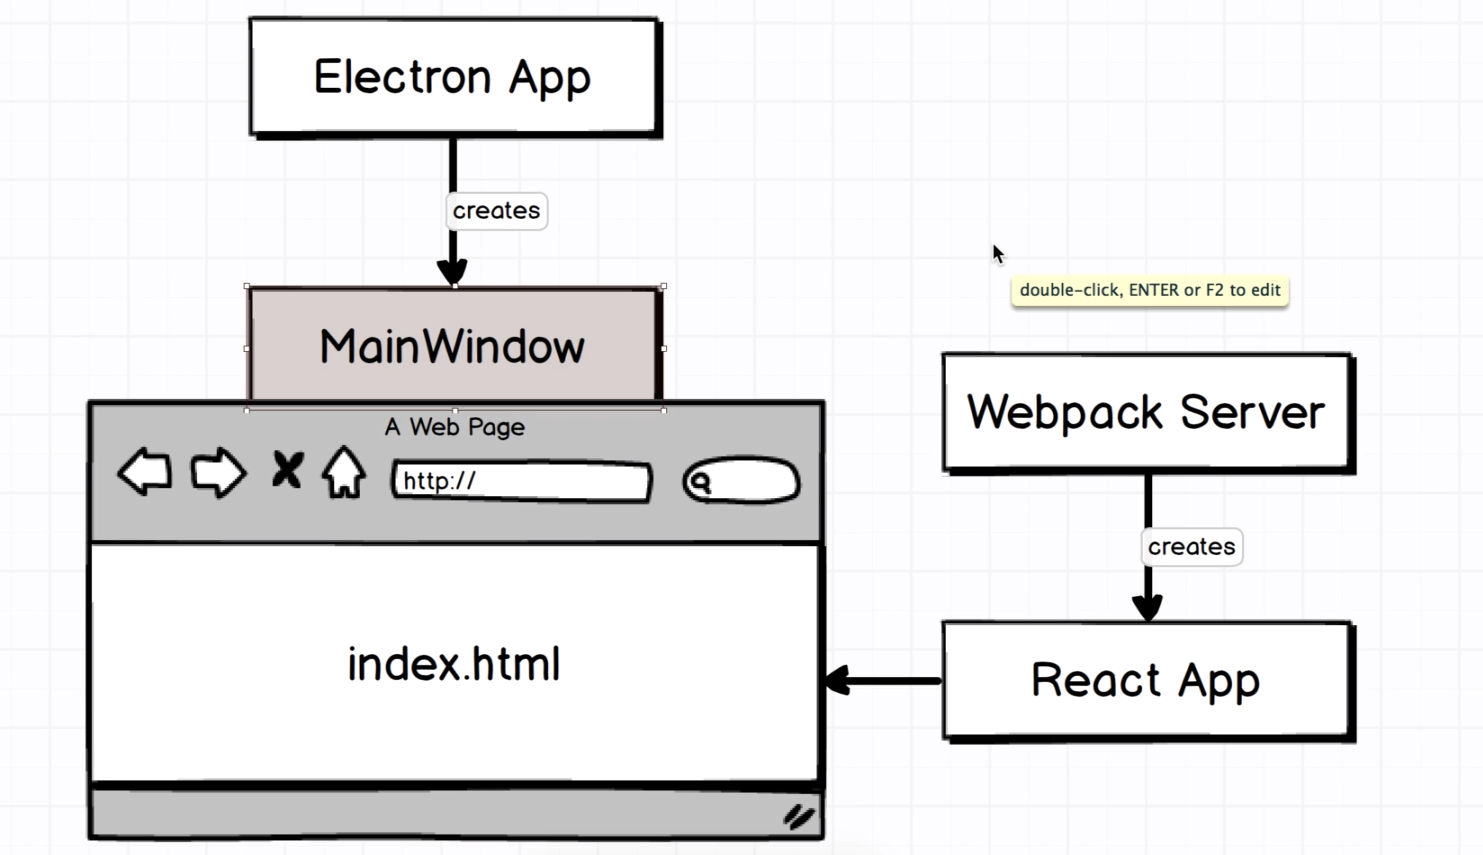 Electron App
creates
MainWindow
A Web Page
http://
index.html
double-click, ENTER or F2 to edit
Webpack Server
creates
React App